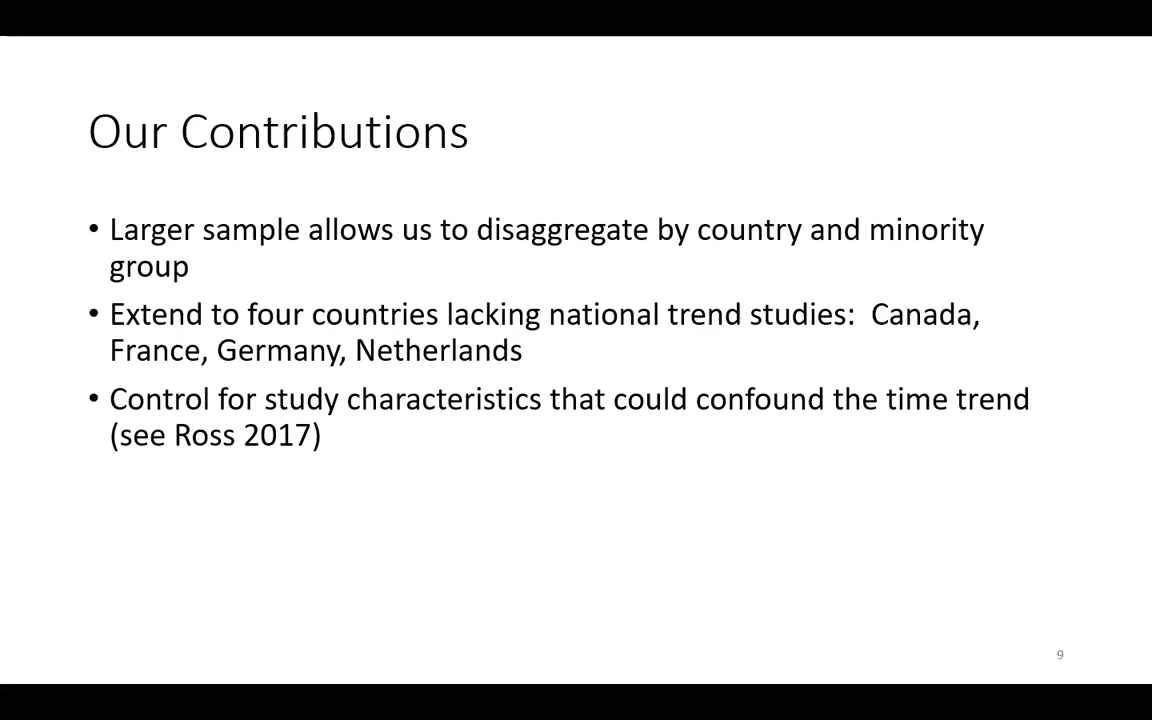 Our Contributions
• Larger sample allows us to disaggregate by country and minority
group
• Extend to four countries lacking national trend studies:  Canada,
France, Germany, Netherlands
• Control for study characteristics that could confound the time trend
(see Ross 2017)
9